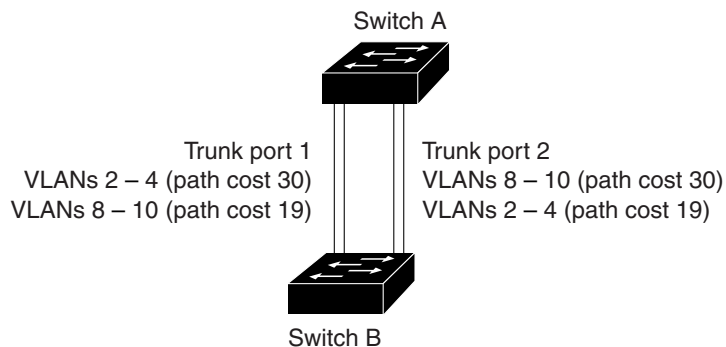 Switch A
Trunk port 1
VLANs 2 – 4 (path cost 30)
VLANs 8 – 10 (path cost 19)
Trunk port 2
VLANs 8 – 10 (path cost 30)
VLANs 2 – 4 (path cost 19)
Switch B